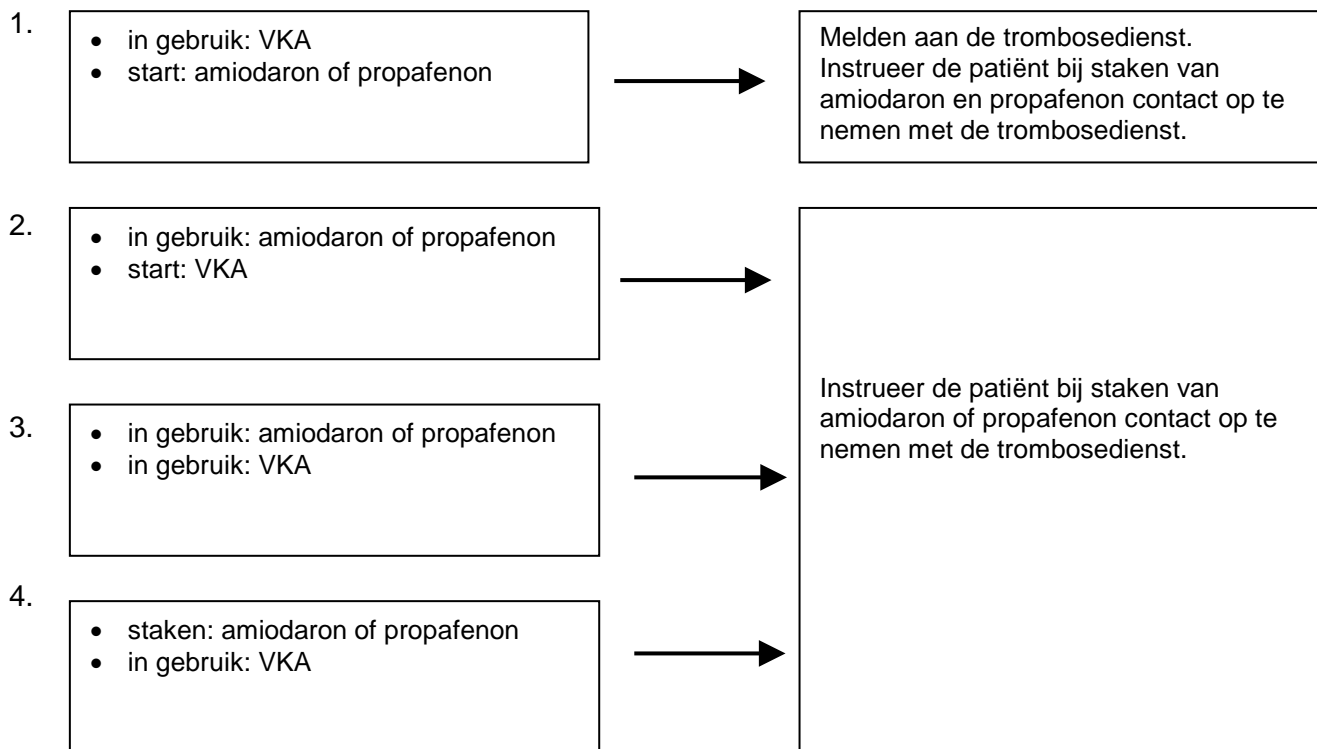 1.
• in gebruik: VKA
• start: amiodaron of propafenon
Melden aan de trombosedienst.
Instrueer de patiënt bij staken van
amiodaron en propafenon contact op te
nemen met de trombosedienst.
2.
• in gebruik: amiodaron of propafenon
• start: VKA
3.
• in gebruik: amiodaron of propafenon
• in gebruik: VKA
4.
• staken: amiodaron of propafenon
• in gebruik: VKA
Instrueer de patiënt bij staken van
amiodaron of propafenon contact op te
nemen met de trombosedienst.